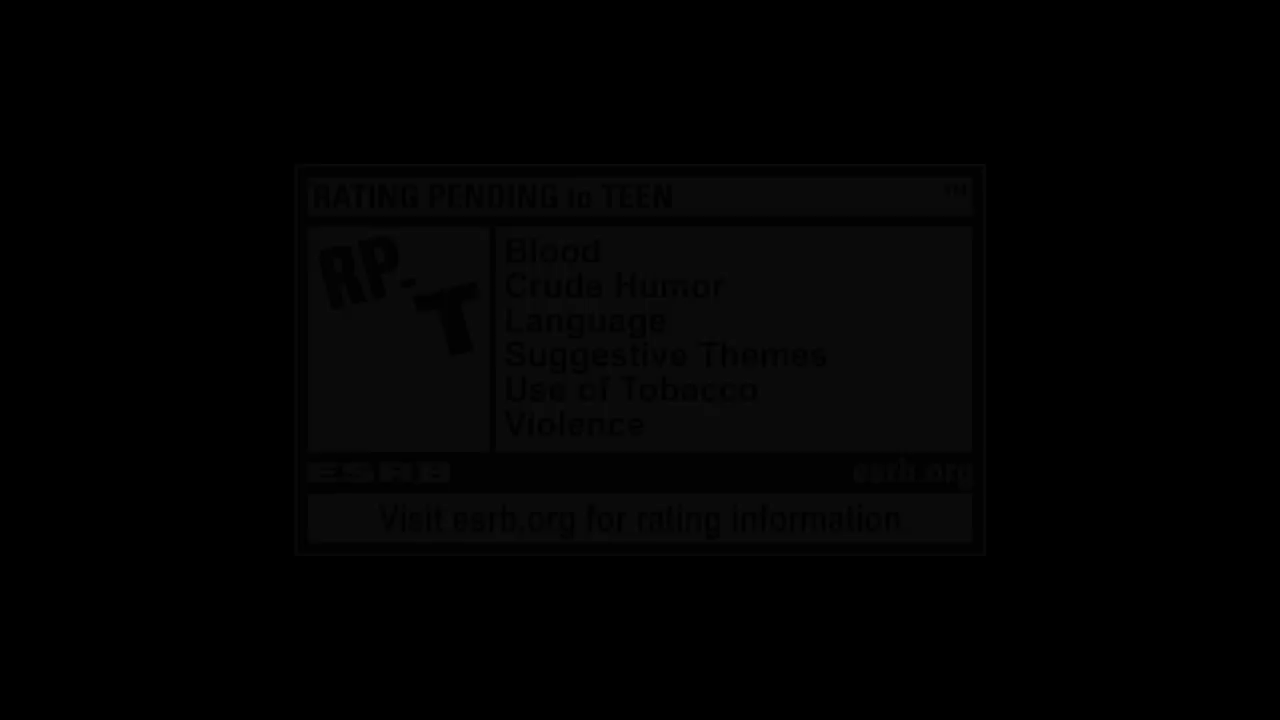 RATING PENDING to TEEN ™
RP-T
Blood
Crude Humor
Language
Suggestive Themes
Use of Tobacco
Violence
ESRB
esrb.org
Visit esrb.org for rating information